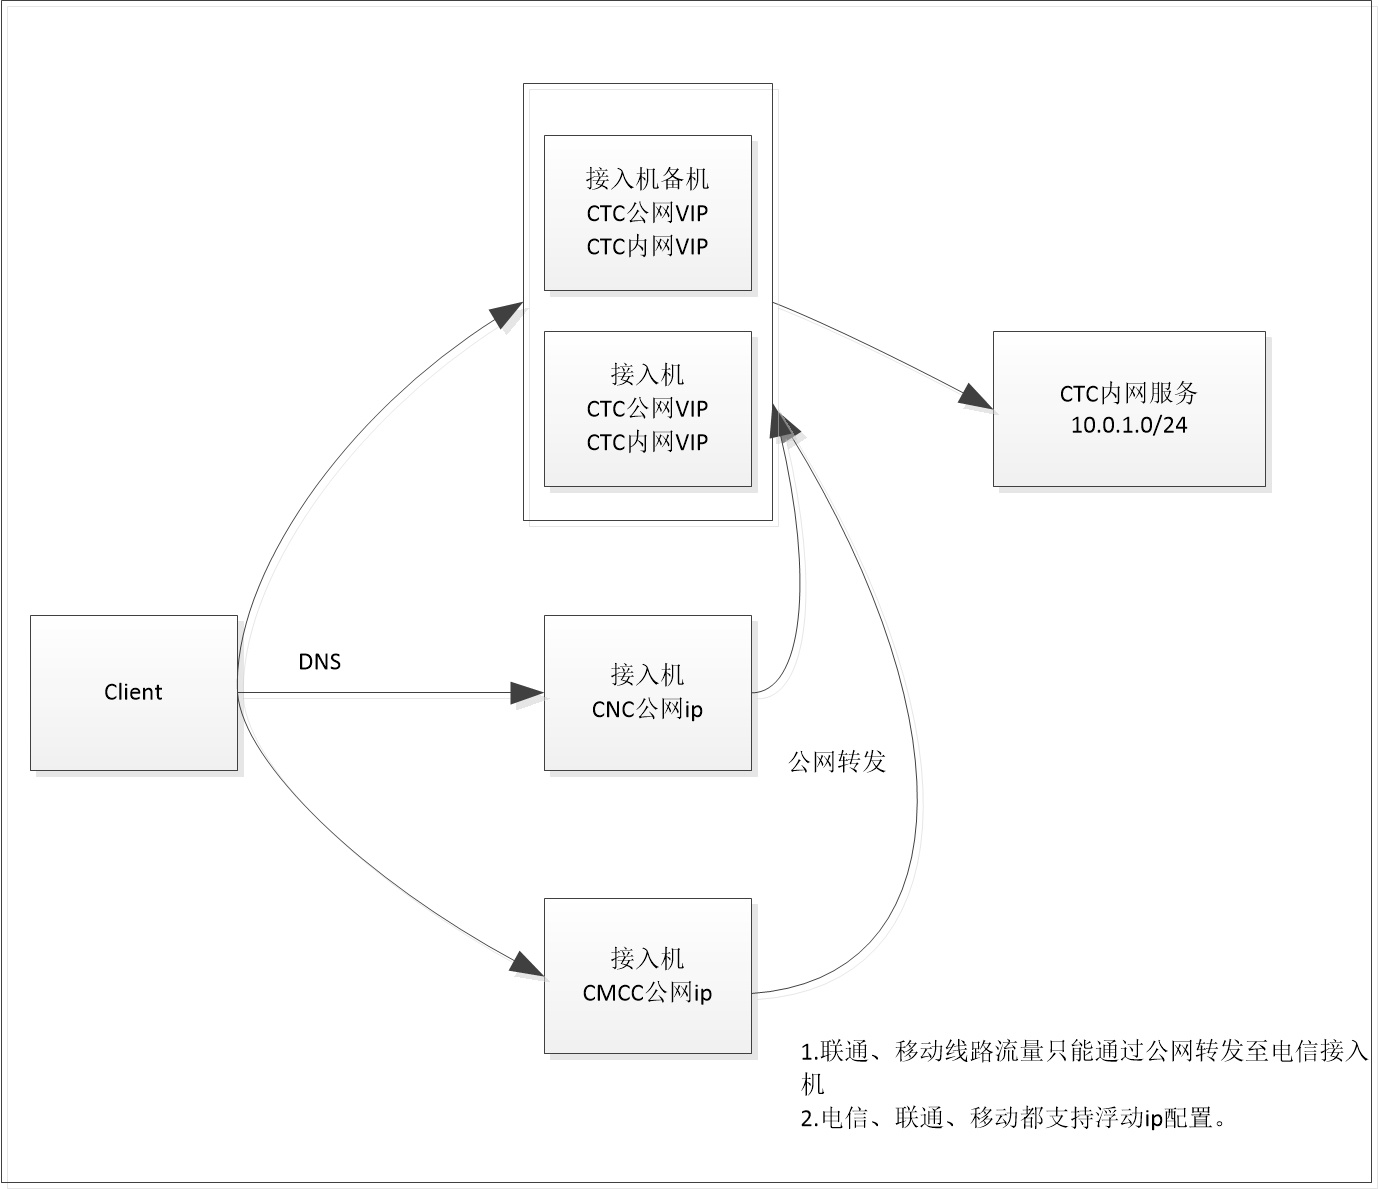 接入机备机
CTC公网VIP
CTC内网VIP
接入机
CTC公网VIP
CTC内网VIP
CTC内网服务
10.0.1.0/24
Client
DNS
接入机
CNC公网ip
公网转发
接入机
CMCC公网ip
1.联通、移动线路流量只能通过公网转发至电信接入
机
2.电信、联通、移动都支持浮动ip配置。